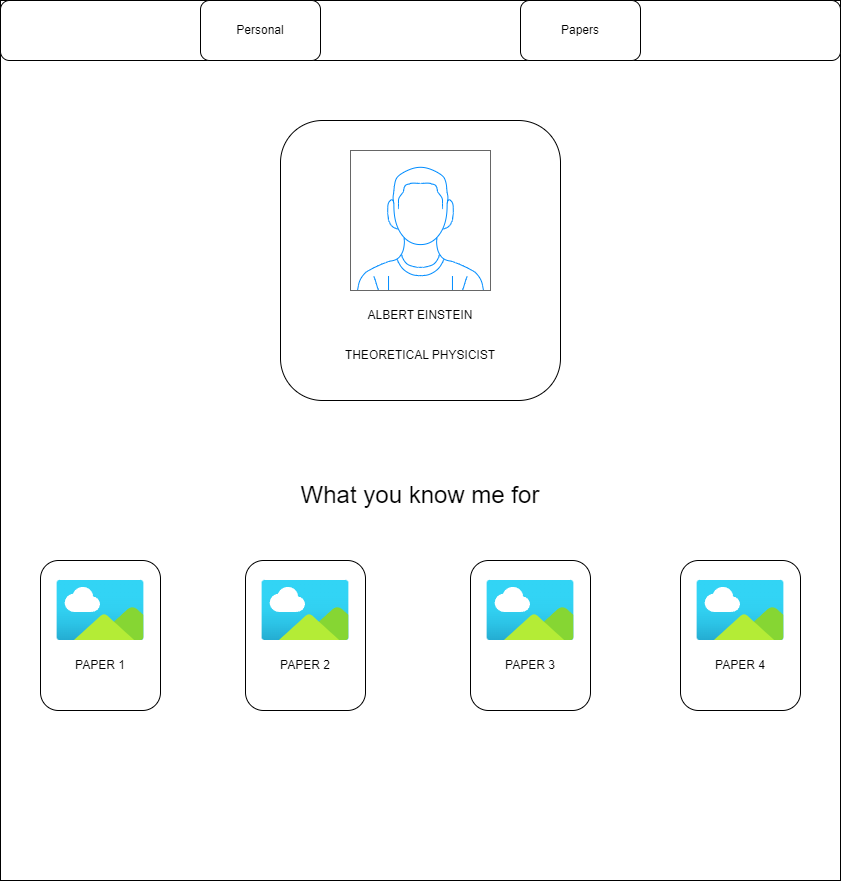 Personal
Papers
ALBERT EINSTEIN
THEORETICAL PHYSICIST
What you know me for
PAPER 1
PAPER 2
PAPER 3
PAPER 4